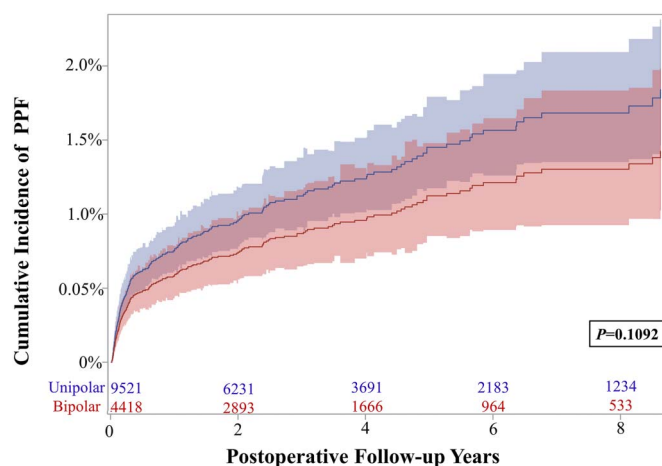 Cumulative Incidence of PPF
2.0%
1.5%
1.0%
0.05%
0%
P=0.1092
Unipolar 9521 6231 3691 2183 1234
Bipolar 4418 2893 1666 964 533
0 2 4 6 8
Postoperative Follow-up Years